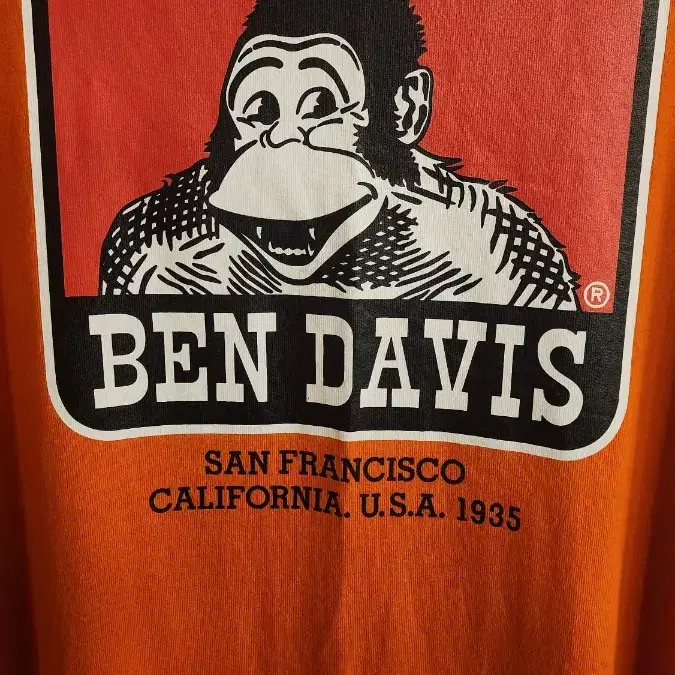 ®
BEN DAVIS
SAN FRANCISCO
CALIFORNIA. U.S.A. 1935